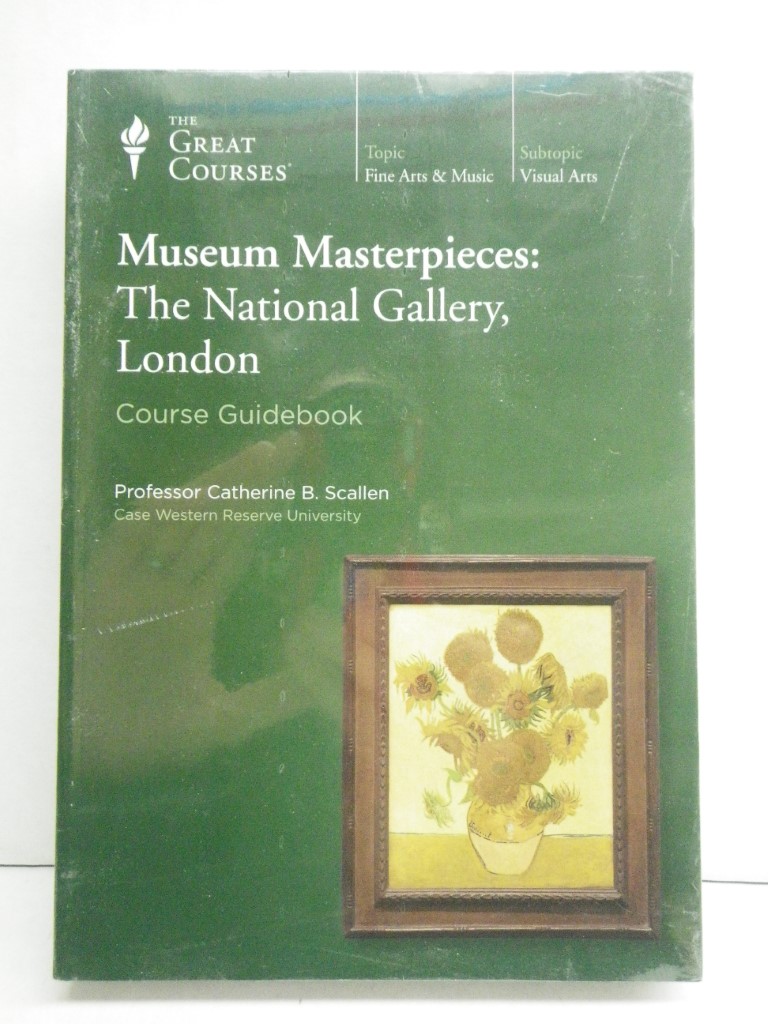 THE
GREAT
COURSES®
Topic
Fine Arts & Music
Subtopic
Visual Arts
Museum Masterpieces:
The National Gallery,
London
Course Guidebook
Professor Catherine B. Scallen
Case Western Reserve University